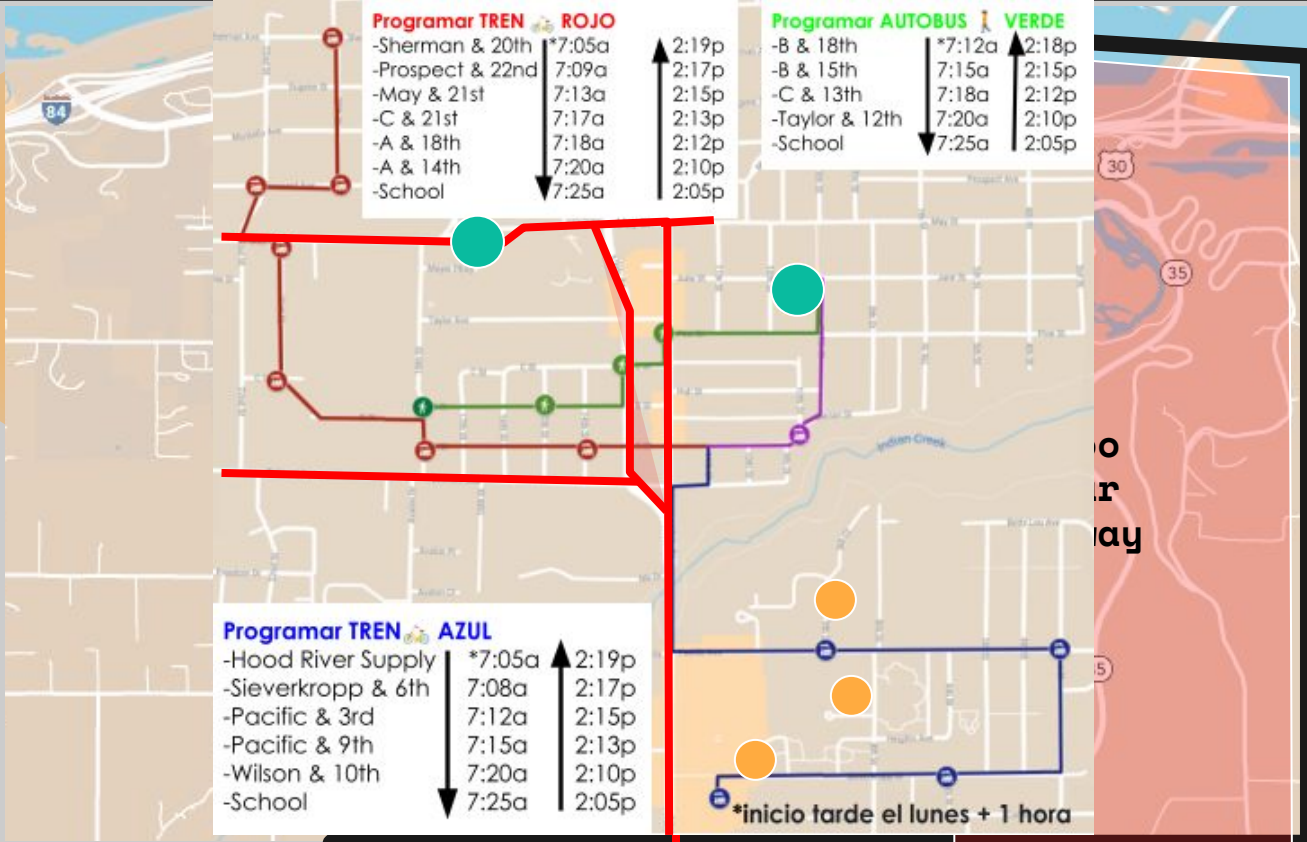 Programar TREN ROJO
-Sherman & 20th *7:05a 2:19p
-Prospect & 22nd 7:09a 2:17p
-May & 21st 7:13a 2:15p
-C & 21st 7:17a 2:13p
-A & 18th 7:18a 2:12p
-A & 14th 7:20a 2:10p
-School 7:25a 2:05p
Programar AUTOBUS VERDE
-B & 18th *7:12a 2:18p
-B & 15th 7:15a 2:15p
-C & 13th 7:18a 2:12p
-Taylor & 12th 7:20a 2:10p
-School 7:25a 2:05p
84
30
35
May St
June St
Taylor Ave
Indian Creek
Programar TREN AZUL
-Hood River Supply *7:05a 2:19p
-Sieverkropp & 6th 7:08a 2:17p
-Pacific & 3rd 7:12a 2:15p
-Pacific & 9th 7:15a 2:13p
-Wilson & 10th 7:20a 2:10p
-School 7:25a 2:05p
*inicio tarde el lunes + 1 hora